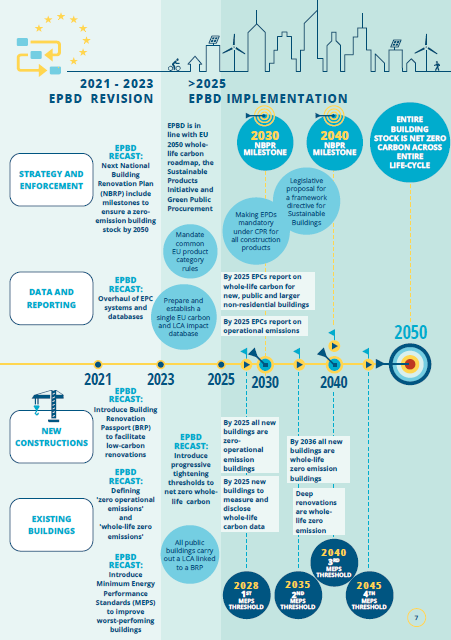 2021 - 2023
EPBD REVISION
>2025
EPBD IMPLEMENTATION
STRATEGY AND
ENFORCEMENT
EPBD
RECAST:
Next National
Building
Renovation Plan
(NBRP) include
milestones to
ensure a zero-
emission building
stock by 2050
EPBD is in
line with EU
2050 whole-
life carbon
roadmap, the
Sustainable
Products
Initiative and
Green Public
Procurement
2030
NBPR
MILESTONE
2040
NBPR
MILESTONE
ENTIRE
BUILDING
STOCK IS NET ZERO
CARBON ACROSS
ENTIRE
LIFE-CYCLE
Mandate
common
EU product
category
rules
Making EPDs
mandatory
under CPR for
all construction
products
Legislative
proposal for
a framework
directive for
Sustainable
Buildings
DATA AND
REPORTING
EPBD
RECAST:
Overhaul of EPC
systems and
databases
Prepare and
establish a
single EU carbon
and LCA impact
database
By 2025 EPCs report on
whole-life carbon for
new, public and larger
non-residential buildings
By 2025 EPCs report on
operational emissions
2050
2021
2023
2025
2030
2040
NEW
CONSTRUCTIONS
EPBD
RECAST:
Introduce Building
Renovation
Passport (BRP)
to facilitate
low-carbon
renovations
EPBD
RECAST:
Introduce
progressive
tightening
thresholds to
net zero whole-
life carbon
By 2025 all new
buildings are
zero-
operational
emission
buildings
By 2036 all new
buildings are
whole-life
zero emission
buildings
EXISTING
BUILDINGS
EPBD
RECAST:
Defining
'zero operational
emissions'
and
'whole-life zero
emissions'
By 2025 new
buildings to
measure and
disclose
whole-life
carbon data
Deep
renovations
are whole-
life zero
emission
All public
buildings carry
out a LCA linked
to a BRP
EPBD
RECAST:
Introduce
Minimum Energy
Performance
Standards (MEPS)
to improve
worst-perfoming
buildings
2028
1ST
MEPS
THRESHOLD
2035
2ND
MEPS
THRESHOLD
2040
3RD
MEPS
THRESHOLD
2045
4TH
MEPS
THRESHOLD
7